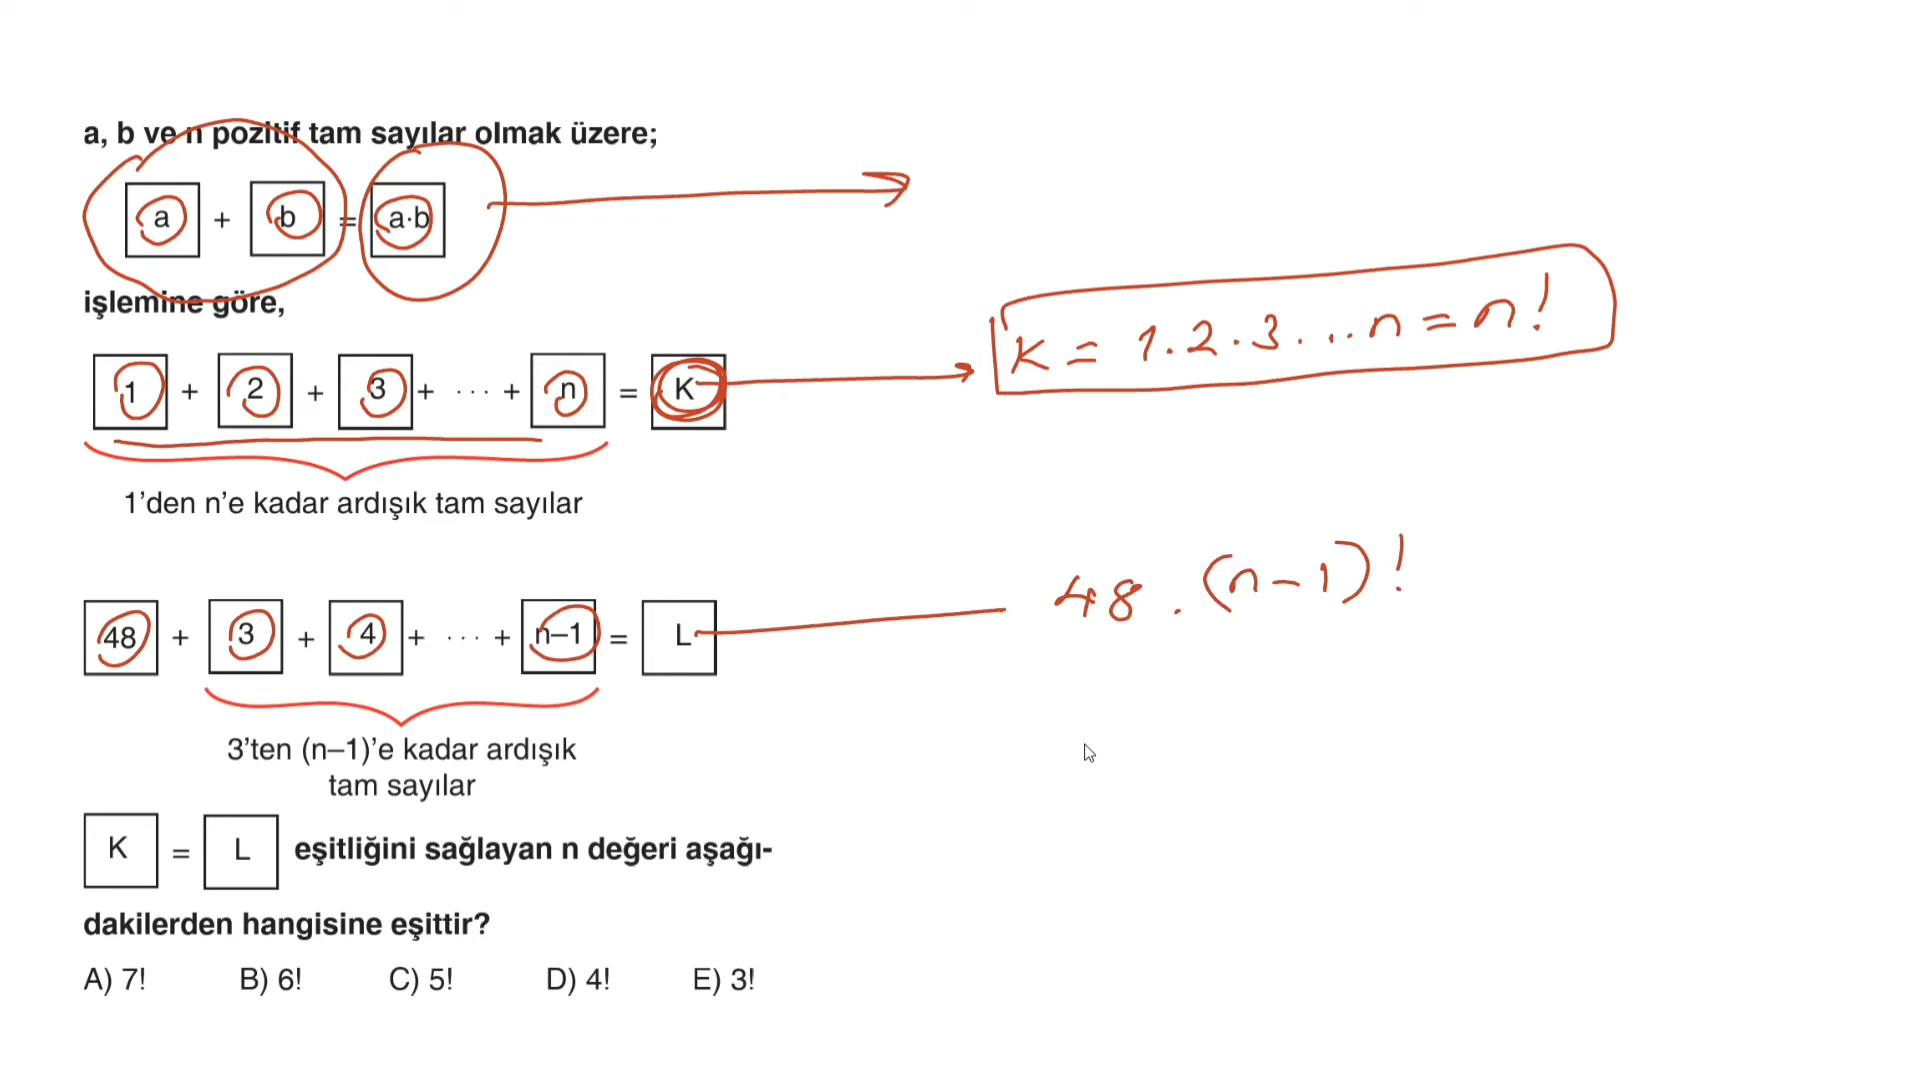 a, b ve n pozitif tam sayılar olmak üzere;
a + b = a·b
işlemine göre,
1 + 2 + 3 + ··· + n = K
K = 1.2.3...n = n!
1'den n'e kadar ardışık tam sayılar
48 + 3 + 4 + ··· + n–1 = L
48.(n-1)!
3'ten (n–1)'e kadar ardışık
tam sayılar
K = L eşitliğini sağlayan n değeri aşağı-
dakilerden hangisine eşittir?
A) 7! B) 6! C) 5! D) 4! E) 3!